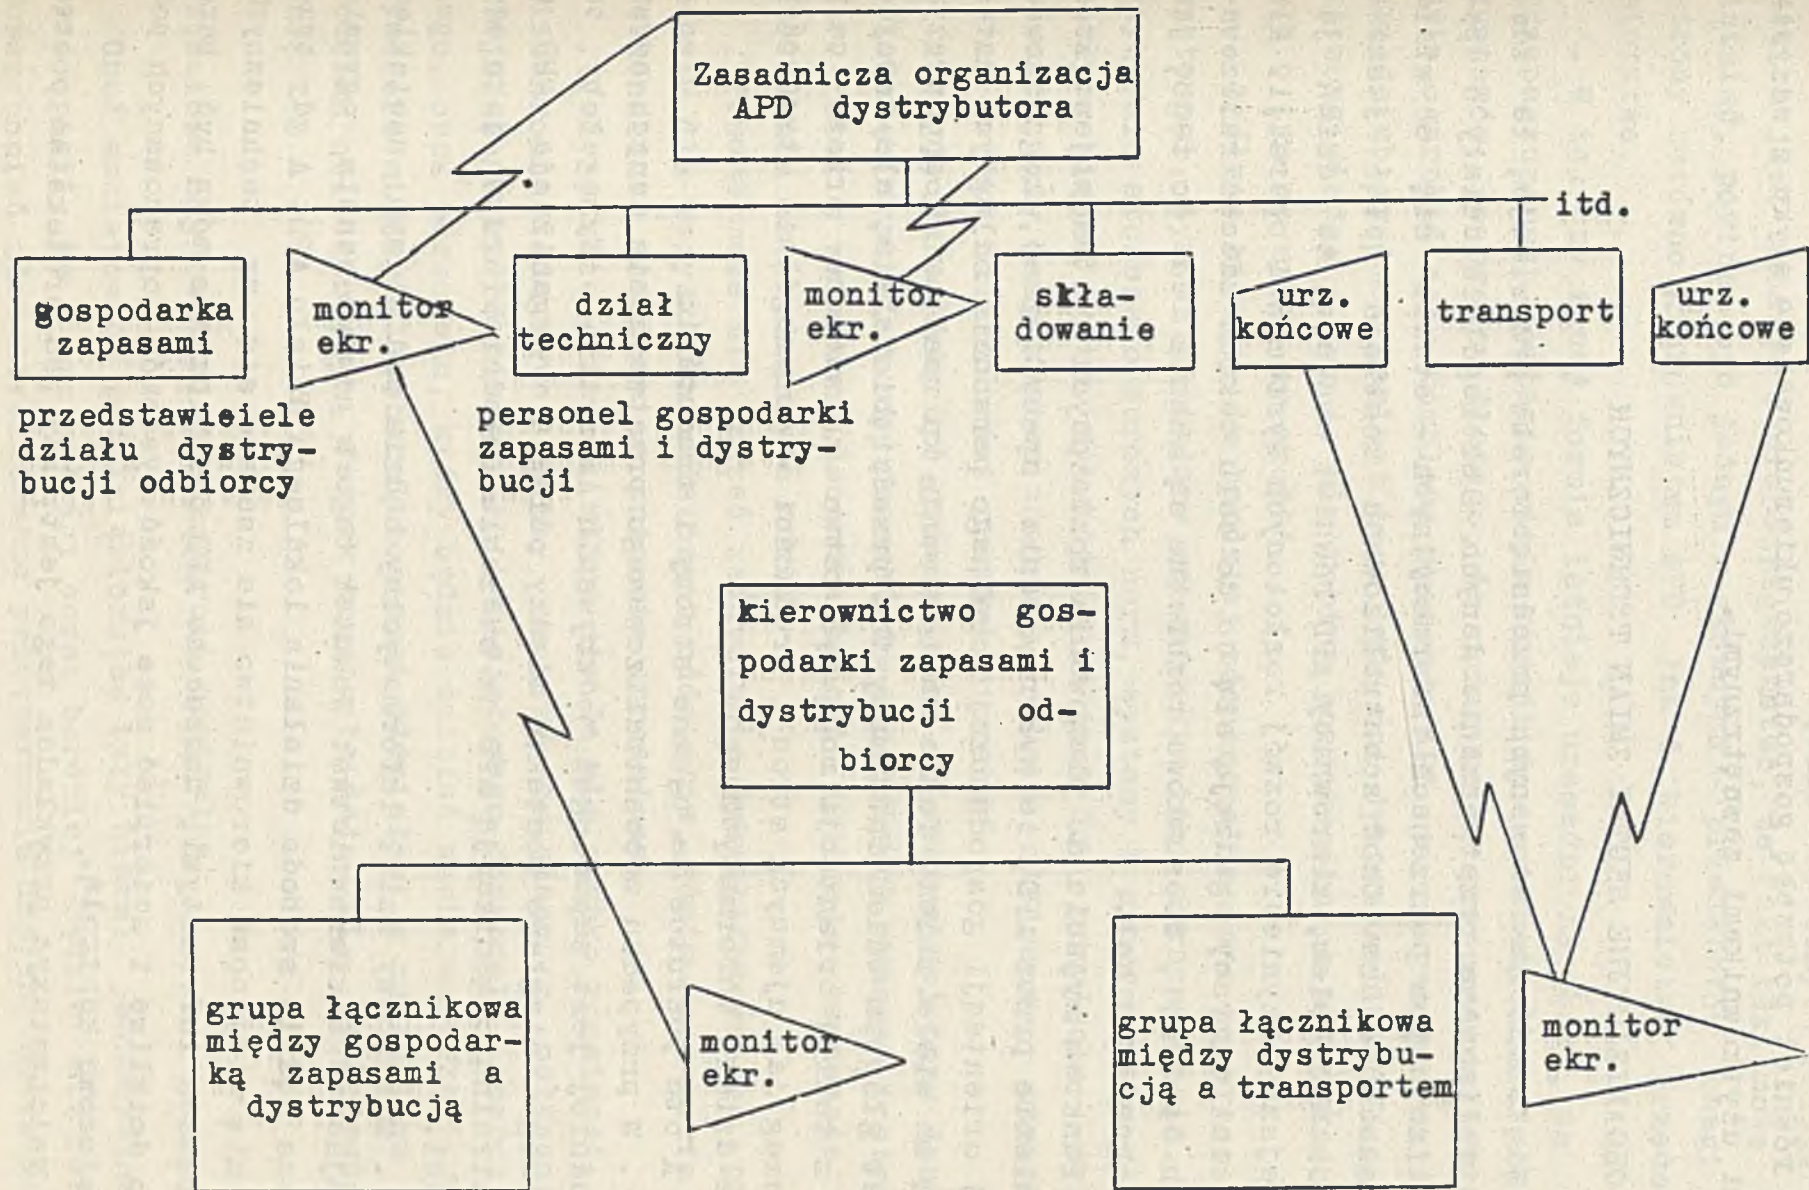 Zasadnicza organizacja
APD dystrybutora
itd.
gospodarka
zapasami
monitor
ekr.
dział
techniczny
monitor
ekr.
skła-
dowanie
urz.
końcowe
transport
urz.
końcowe
przedstawiciele
działu dystry-
bucji odbiorcy
personel gospodarki
zapasami i dystry-
bucji
kierownictwo gos-
podarki zapasami i
dystrybucji od-
biorcy
grupa łącznikowa
między gospodar-
ką zapasami a
dystrybucją
monitor
ekr.
grupa łącznikowa
między dystrybu-
cją a transportem
monitor
ekr.